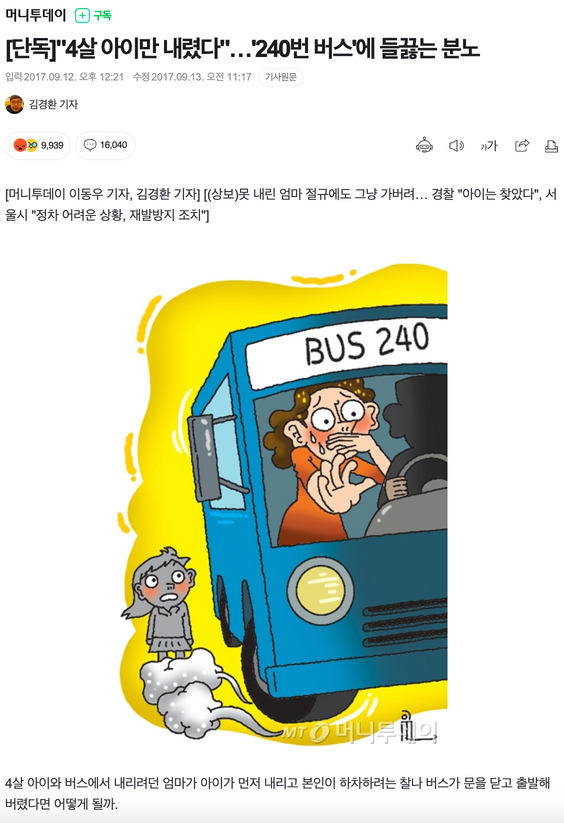 머니투데이 구독
[단독]"4살 아이만 내렸다"…'240번 버스'에 들끓는 분노
입력2017.09.12. 오후 12:21 · 수정2017.09.13. 오전 11:17 기사원문
김경환 기자
9,939 16,040 가가
[머니투데이 이동우 기자, 김경환 기자] [(상보)못 내린 엄마 절규에도 그냥 가버려… 경찰 "아이는 찾았다", 서
울시 "정차 어려운 상황, 재발방지 조치"]
BUS 240
MT 머니투데이
4살 아이와 버스에서 내리려던 엄마가 아이가 먼저 내리고 본인이 하차하려는 찰나 버스가 문을 닫고 출발해
버렸다면 어떻게 될까.